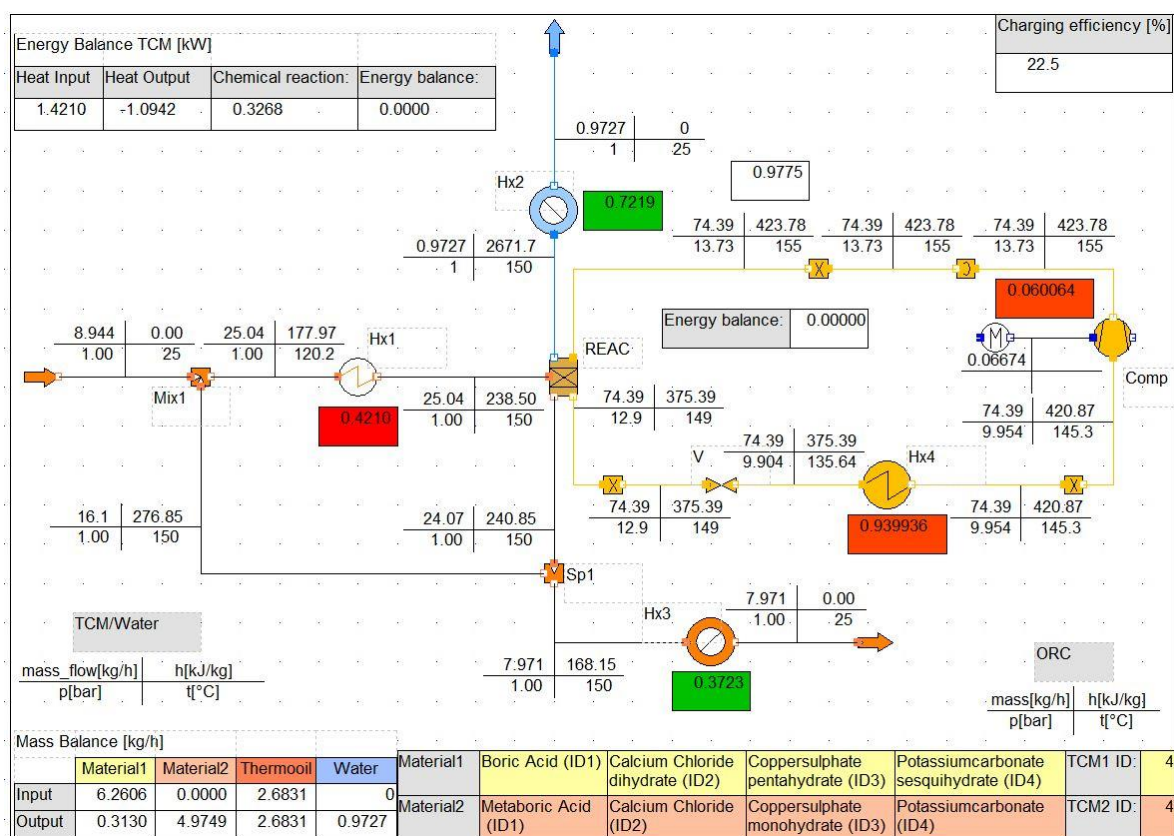 Charging efficiency [%]
22.5
Energy Balance TCM [kW]
Heat Input Heat Output Chemical reaction: Energy balance:
1.4210 -1.0942 0.3268 0.0000
0.9727 0
1 25
0.9775
Hx2
0.7219
74.39 423.78 74.39 423.78 74.39 423.78
13.73 155 13.73 155 13.73 155
0.9727 2671.7
1 150
0.060064
Energy balance: 0.00000
8.944 0.00 25.04 177.97
1.00 25 1.00 120.2
Hx1
REAC
M
0.06674
Comp
Mix1
0.4210
25.04 238.50
1.00 150
74.39 375.39
12.9 149
74.39 420.87
9.954 145.3
74.39 375.39
9.904 135.64
V
Hx4
16.1 276.85
1.00 150
24.07 240.85
1.00 150
74.39 375.39
12.9 149
0.939936
74.39 420.87
9.954 145.3
Sp1
Hx3
7.971 0.00
1.00 25
TCM/Water
mass_flow[kg/h] h[kJ/kg]
p[bar] t[°C]
7.971 168.15
1.00 150
0.3723
ORC
mass[kg/h] h[kJ/kg]
p[bar] t[°C]
Mass Balance [kg/h]
Material1 Material2 Thermooil Water
Input 6.2606 0.0000 2.6831 0
Output 0.3130 4.9749 2.6831 0.9727
Material1 Boric Acid (ID1) Calcium Chloride Coppersulphate Potassiumcarbonate TCM1 ID: 4
dihydrate (ID2) pentahydrate (ID3) sesquihydrate (ID4)
Material2 Metaboric Acid Calcium Chloride Coppersulphate Potassiumcarbonate TCM2 ID: 4
(ID1) (ID2) monohydrate (ID3) (ID4)